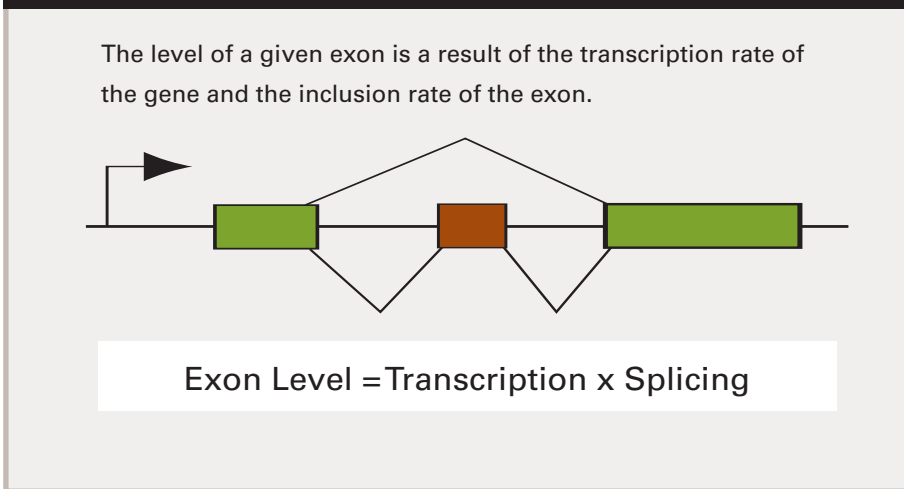 The level of a given exon is a result of the transcription rate of
the gene and the inclusion rate of the exon.
Exon Level = Transcription x Splicing